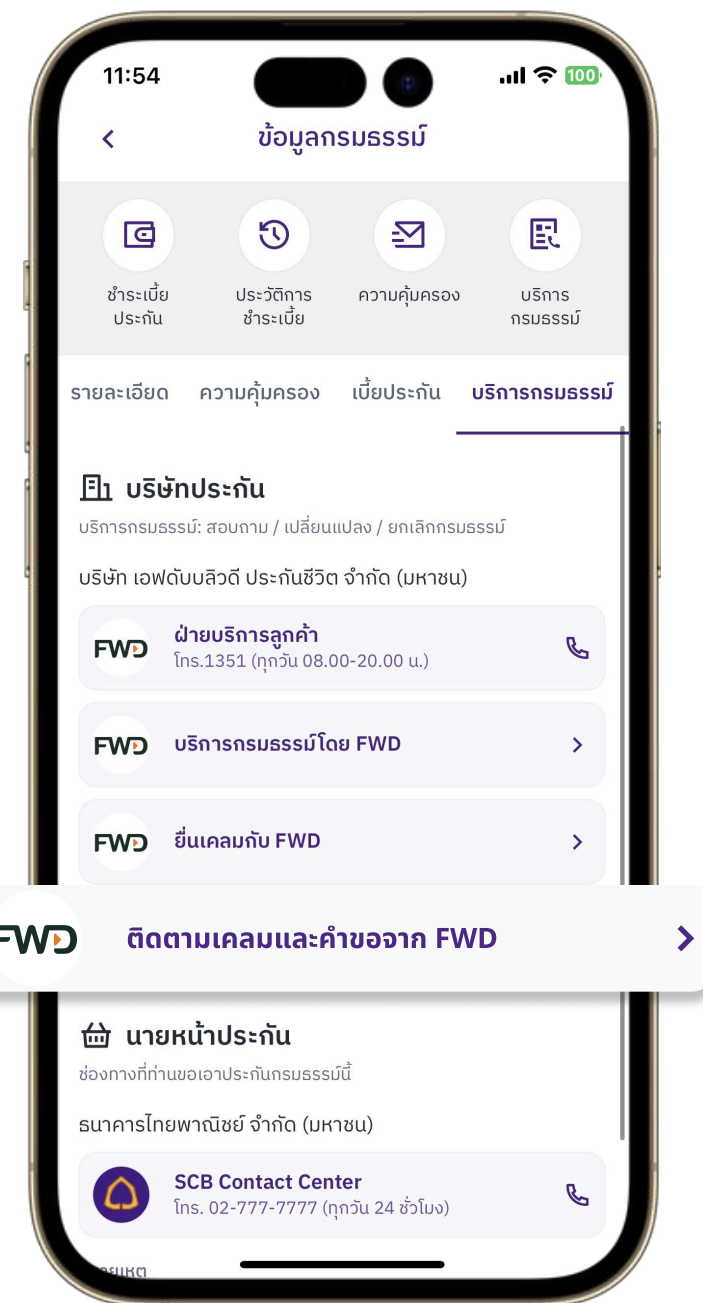 11:54
100
ข้อมูลกรมธรรม์
ชำระเบี้ย
ประกัน
ประวัติการ
ชำระเบี้ย
ความคุ้มครอง
บริการ
กรมธรรม์
รายละเอียด ความคุ้มครอง เบี้ยประกัน บริการกรมธรรม์
บริษัทประกัน
บริการกรมธรรม์: สอบถาม / เปลี่ยนแปลง / ยกเลิกกรมธรรม์
บริษัท เอฟดับบลิวดี ประกันชีวิต จำกัด (มหาชน)
FWD
ฝ่ายบริการลูกค้า
โทร.1351 (ทุกวัน 08.00-20.00 น.)
FWD
บริการกรมธรรม์โดย FWD
FWD
ยื่นเคลมกับ FWD
FWD
ติดตามเคลมและคำขอจาก FWD
นายหน้าประกัน
ช่องทางที่ท่านขอเอาประกันกรมธรรม์นี้
ธนาคารไทยพาณิชย์ จำกัด (มหาชน)
SCB Contact Center
โทร. 02-777-7777 (ทุกวัน 24 ชั่วโมง)